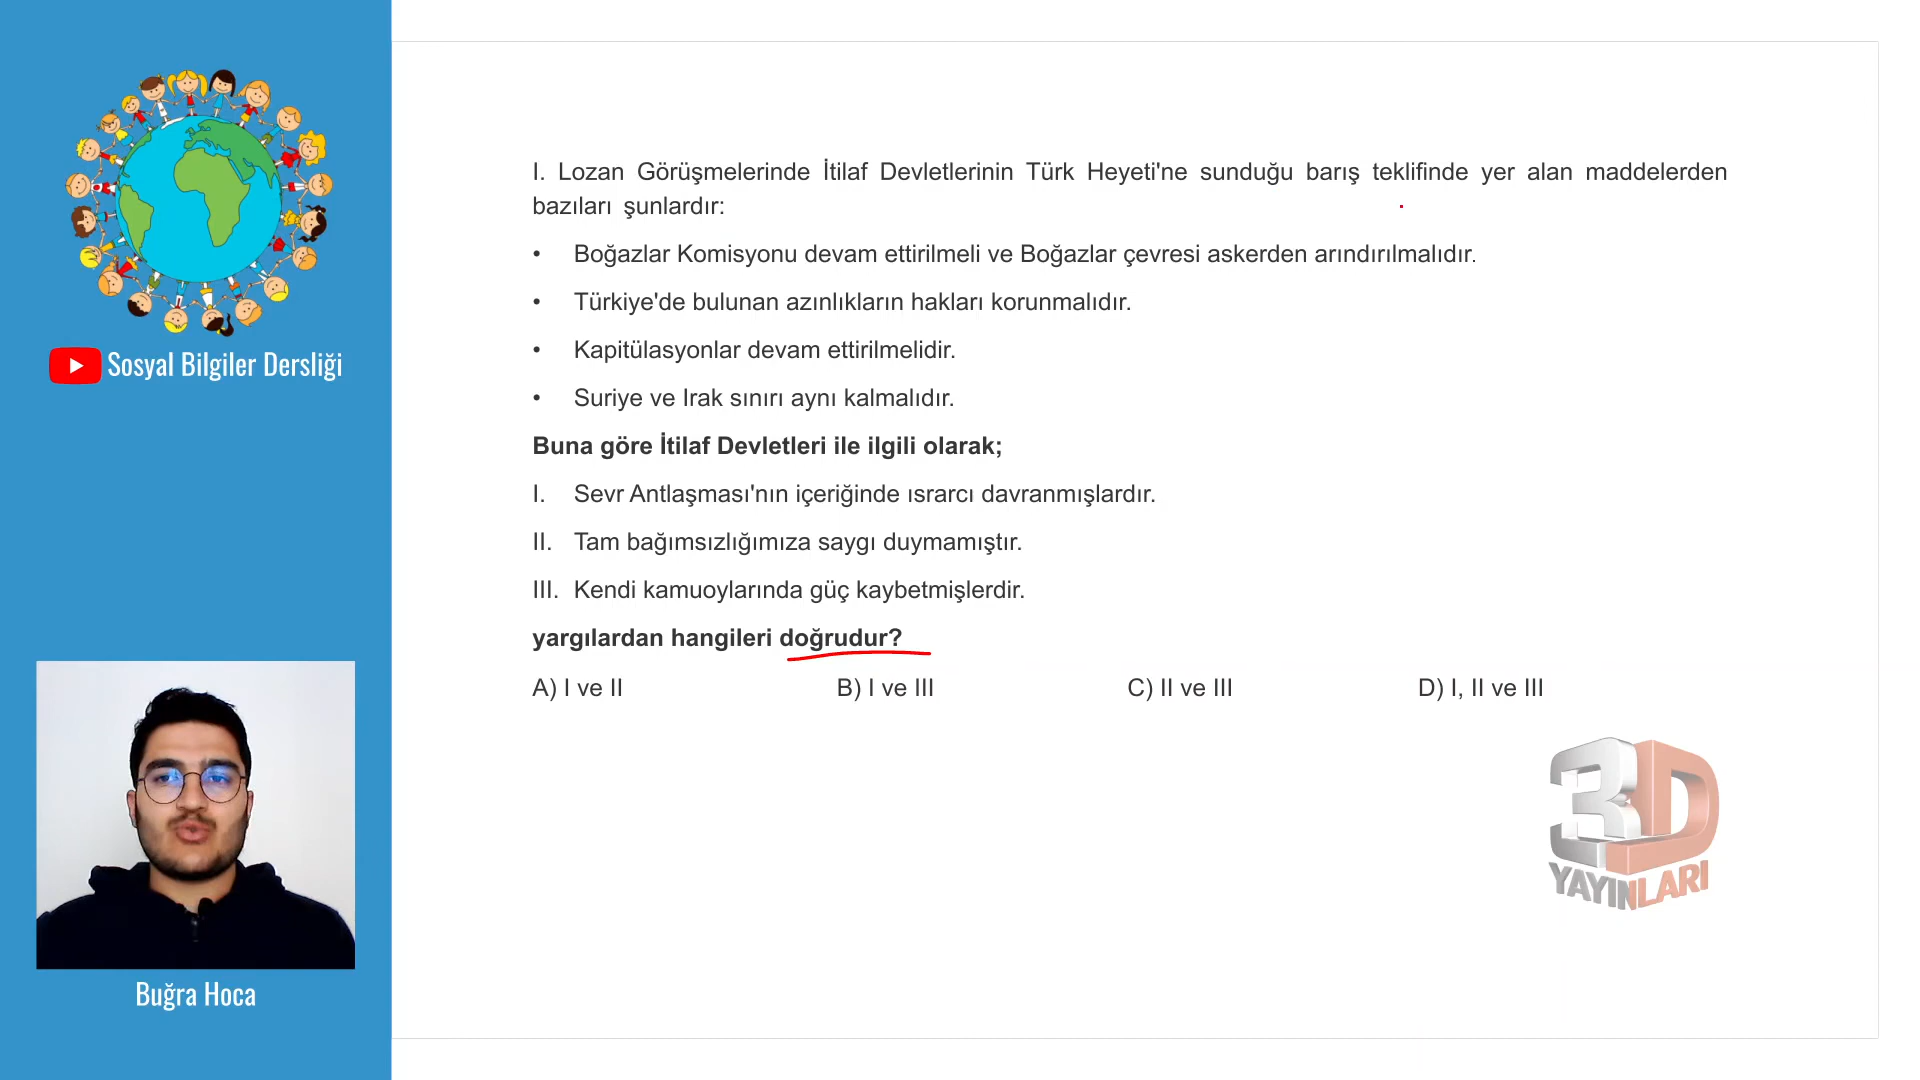 Sosyal Bilgiler Dersliği
Buğra Hoca
I. Lozan Görüşmelerinde İtilaf Devletlerinin Türk Heyeti'ne sunduğu barış teklifinde yer alan maddelerden
bazıları şunlardır:
• Boğazlar Komisyonu devam ettirilmeli ve Boğazlar çevresi askerden arındırılmalıdır.
• Türkiye'de bulunan azınlıkların hakları korunmalıdır.
• Kapitülasyonlar devam ettirilmelidir.
• Suriye ve Irak sınırı aynı kalmalıdır.
Buna göre İtilaf Devletleri ile ilgili olarak;
I. Sevr Antlaşması'nın içeriğinde ısrarcı davranmışlardır.
II. Tam bağımsızlığımıza saygı duymamıştır.
III. Kendi kamuoylarında güç kaybetmişlerdir.
yargılardan hangileri doğrudur?
A) I ve II B) I ve III C) II ve III D) I, II ve III
3D
YAYINLARI